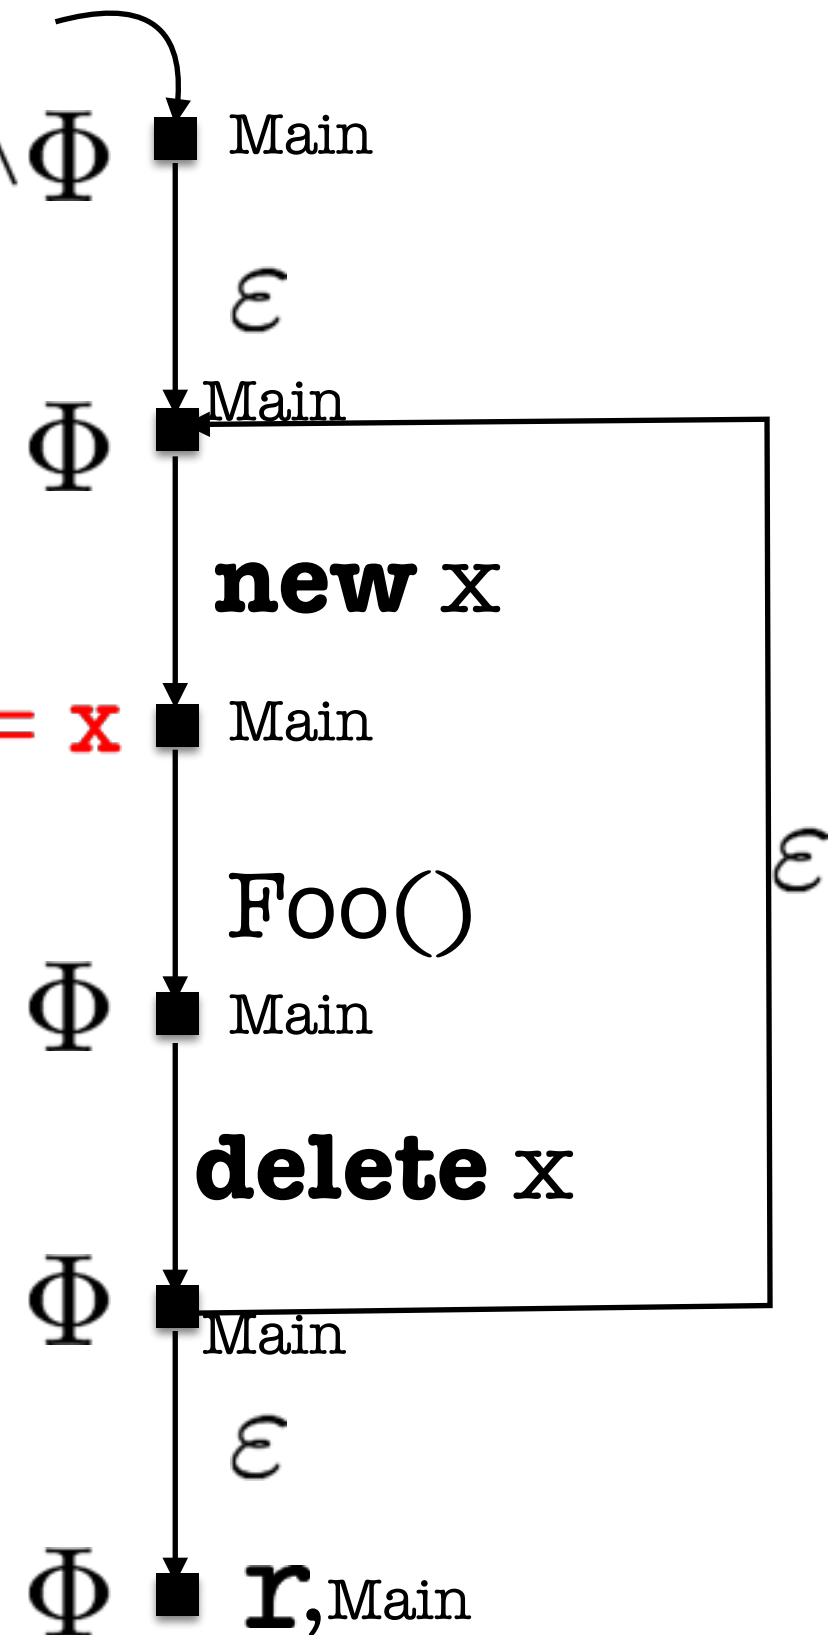 \Φ Main
ε
Main
Φ
new x
= x Main
Foo()
ε
Φ Main
delete x
Φ
Main
ε
Φ r,Main